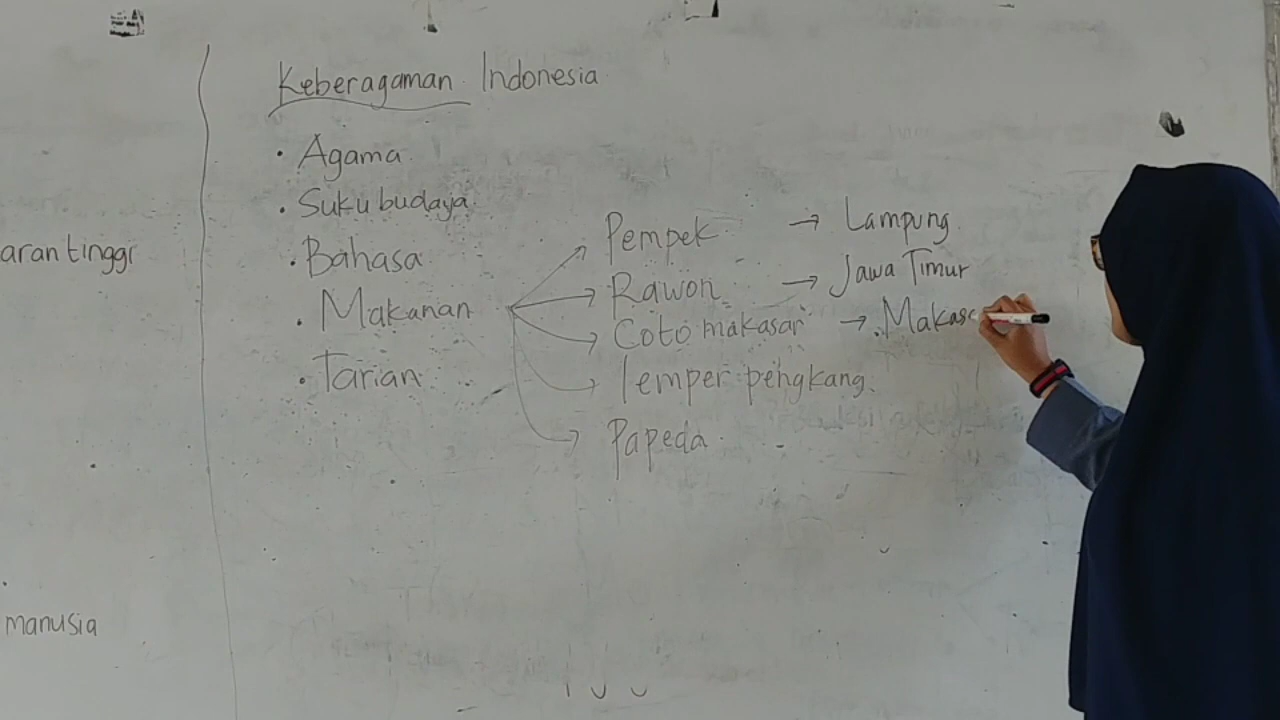 Keberagaman Indonesia
• Agama
• Suku budaya
• Bahasa
• Makanan
• Tarian
→ Pempek → Lampung
→ Rawon → Jawa Timur
→ Coto makasar → Makas
→ lemper pengkang
→ Papeda
aran tinggi
manusia